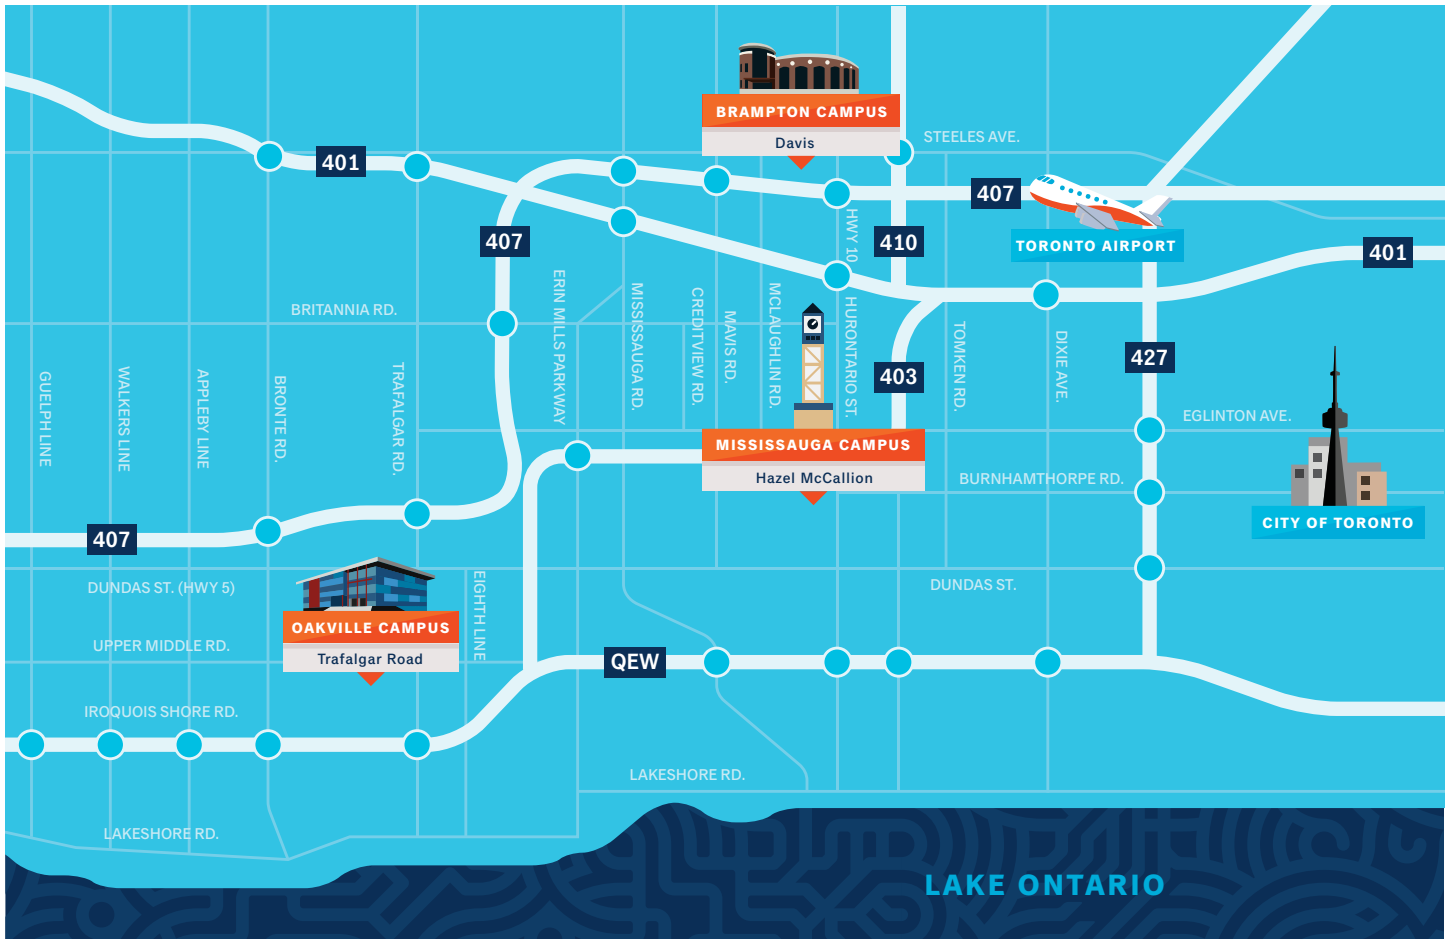 BRAMPTON CAMPUS
Davis
STEELES AVE.
401
407
TORONTO AIRPORT
407
410
HWY 10
401
BRITANNIA RD.
ERIN MILLS PARKWAY
MISSISSAUGA RD.
CREDITVIEW RD.
MAVIS RD.
MCLAUGHLIN RD.
HURONTARIO ST.
403
TOMKEN RD.
DIXIE AVE.
427
GUELPH LINE
WALKERS LINE
APPLEBY LINE
BRONTE RD.
TRAFALGAR RD.
EGLINTON AVE.
MISSISSAUGA CAMPUS
Hazel McCallion
BURNHAMTHORPE RD.
CITY OF TORONTO
407
DUNDAS ST. (HWY 5)
EIGHTH LINE
DUNDAS ST.
OAKVILLE CAMPUS
Trafalgar Road
UPPER MIDDLE RD.
QEW
IROQUOIS SHORE RD.
LAKESHORE RD.
LAKESHORE RD.
LAKE ONTARIO